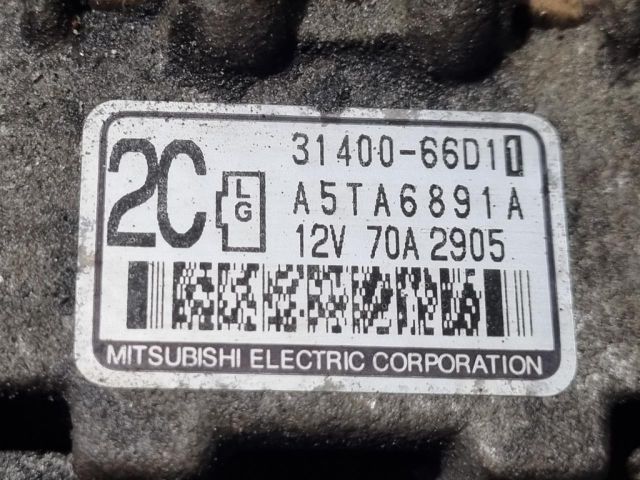 2C
L
G
31400-66D11
A5TA6891A
12V 70A 2905
MITSUBISHI ELECTRIC CORPORATION